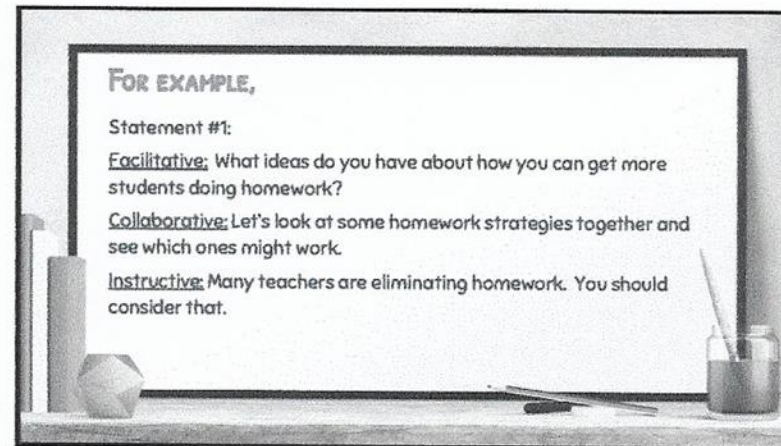 FOR EXAMPLE,
Statement #1:
Facilitative: What ideas do you have about how you can get more
students doing homework?
Collaborative: Let's look at some homework strategies together and
see which ones might work.
Instructive: Many teachers are eliminating homework. You should
consider that.